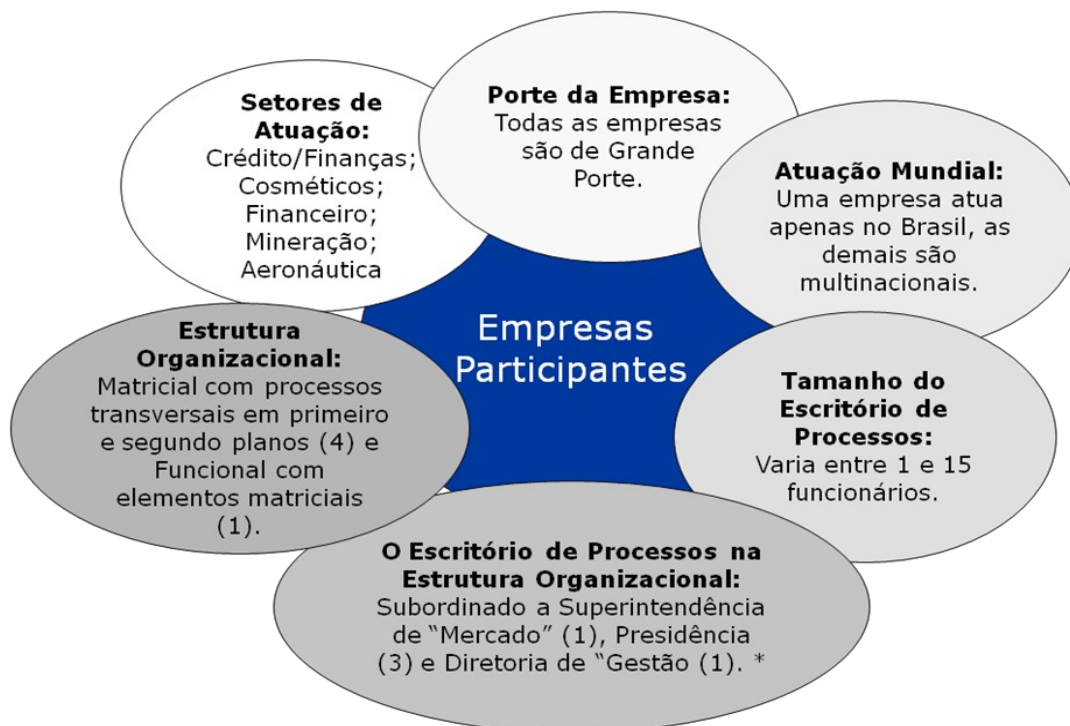 Setores de
Atuação:
Crédito/Finanças;
Cosméticos;
Financeiro;
Mineração;
Aeronáutica
Porte da Empresa:
Todas as empresas
são de Grande
Porte.
Atuação Mundial:
Uma empresa atua
apenas no Brasil, as
demais são
multinacionais.
Empresas
Participantes
Estrutura
Organizacional:
Matricial com processos
transversais em primeiro
e segundo planos (4) e
Funcional com
elementos matriciais
(1).
Tamanho do
Escritório de
Processos:
Varia entre 1 e 15
funcionários.
O Escritório de Processos na
Estrutura Organizacional:
Subordinado a Superintendência
de “Mercado” (1), Presidência
(3) e Diretoria de “Gestão (1). *